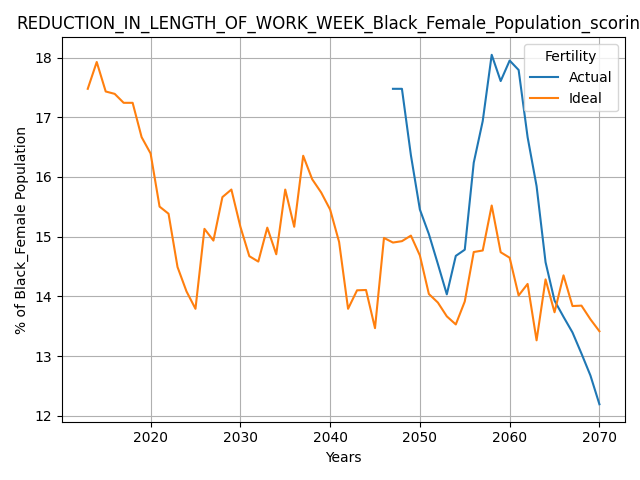 REDUCTION_IN_LENGTH_OF_WORK_WEEK_Black_Female_Population_scorin
Fertility
Actual
Ideal
18
17
16
15
14
13
12
% of Black_Female Population
2020 2030 2040 2050 2060 2070
Years